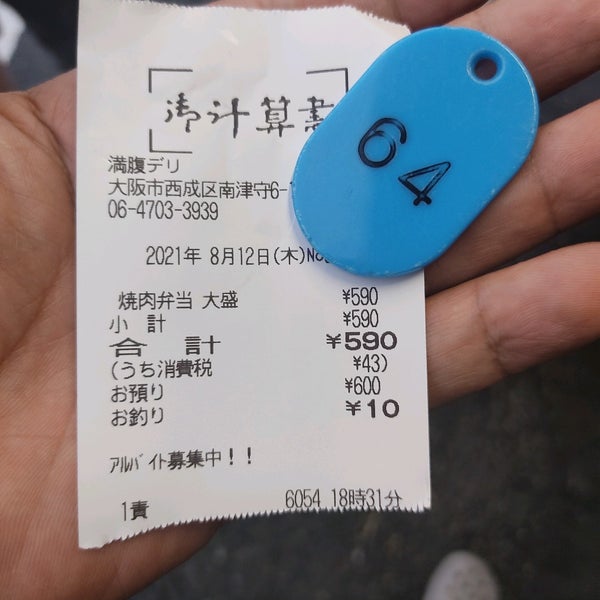 御計算書
満腹デリ
大阪市西成区南津守6-
06-4703-3939
2021年 8月12日(木)
焼肉弁当 大盛 ¥590
小 計 ¥590
合 計 ¥590
(うち消費税 ¥43)
お預り ¥600
お釣り ¥10
ｱﾙﾊﾞｲﾄ募集中!!
1責 6054 18時31分
64